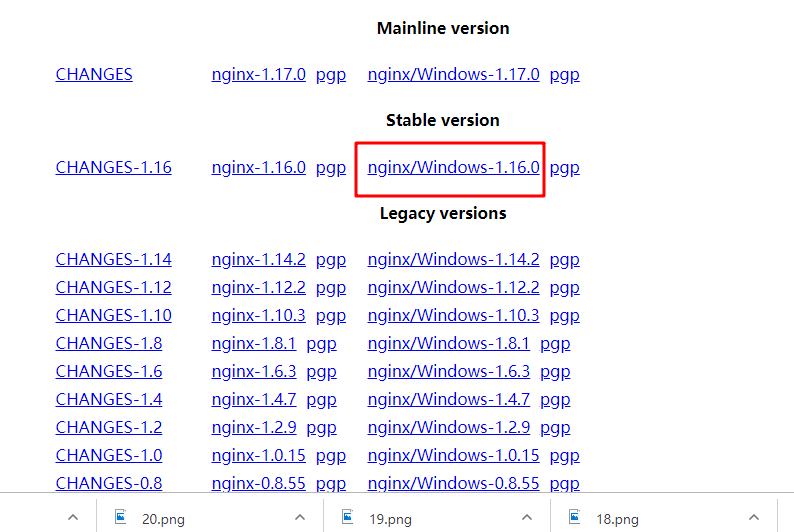 Mainline version
CHANGES nginx-1.17.0 pgp nginx/Windows-1.17.0 pgp
Stable version
CHANGES-1.16 nginx-1.16.0 pgp nginx/Windows-1.16.0 pgp
Legacy versions
CHANGES-1.14 nginx-1.14.2 pgp nginx/Windows-1.14.2 pgp
CHANGES-1.12 nginx-1.12.2 pgp nginx/Windows-1.12.2 pgp
CHANGES-1.10 nginx-1.10.3 pgp nginx/Windows-1.10.3 pgp
CHANGES-1.8 nginx-1.8.1 pgp nginx/Windows-1.8.1 pgp
CHANGES-1.6 nginx-1.6.3 pgp nginx/Windows-1.6.3 pgp
CHANGES-1.4 nginx-1.4.7 pgp nginx/Windows-1.4.7 pgp
CHANGES-1.2 nginx-1.2.9 pgp nginx/Windows-1.2.9 pgp
CHANGES-1.0 nginx-1.0.15 pgp nginx/Windows-1.0.15 pgp
CHANGES-0.8 nginx-0.8.55 pgp nginx/Windows-0.8.55 pgp
20.png 19.png 18.png